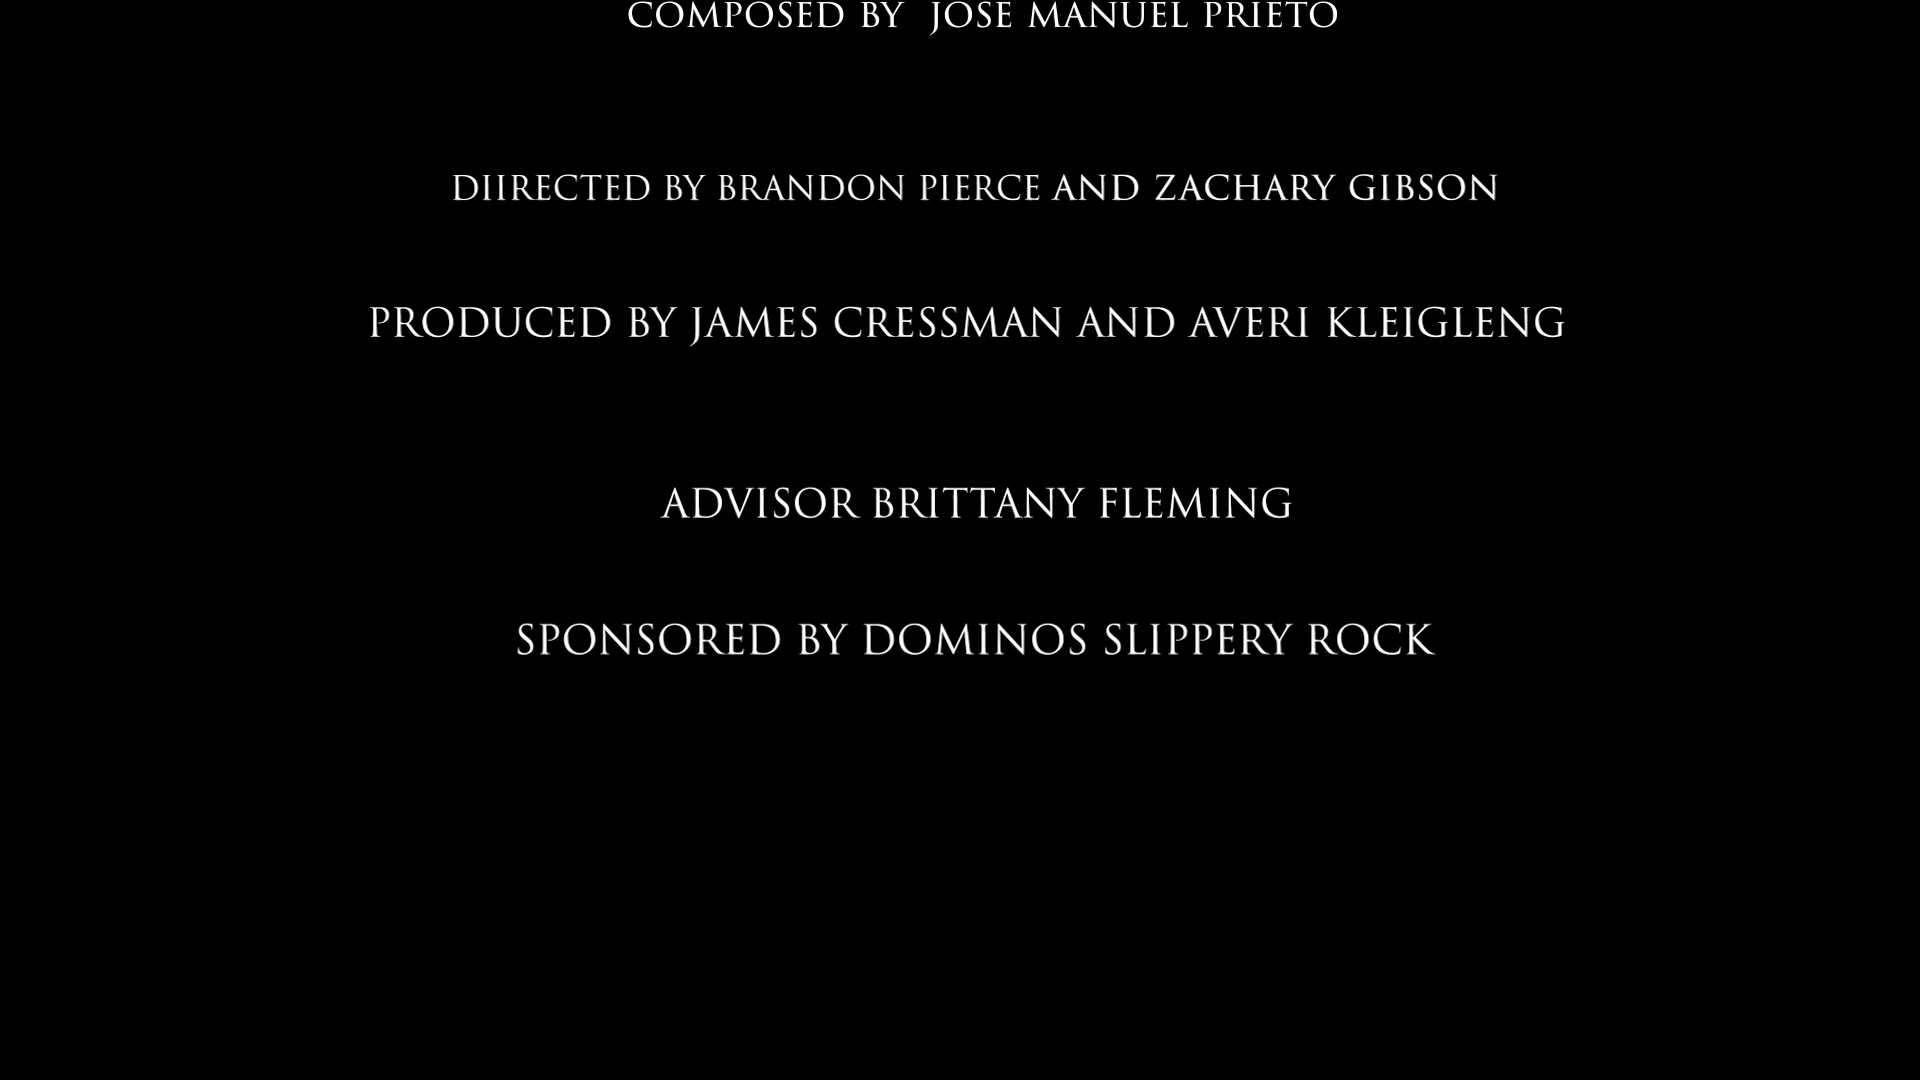 COMPOSED BY JOSE MANUEL PRIETO
DIIRECTED BY BRANDON PIERCE AND ZACHARY GIBSON
PRODUCED BY JAMES CRESSMAN AND AVERI KLEIGLENG
ADVISOR BRITTANY FLEMING
SPONSORED BY DOMINOS SLIPPERY ROCK